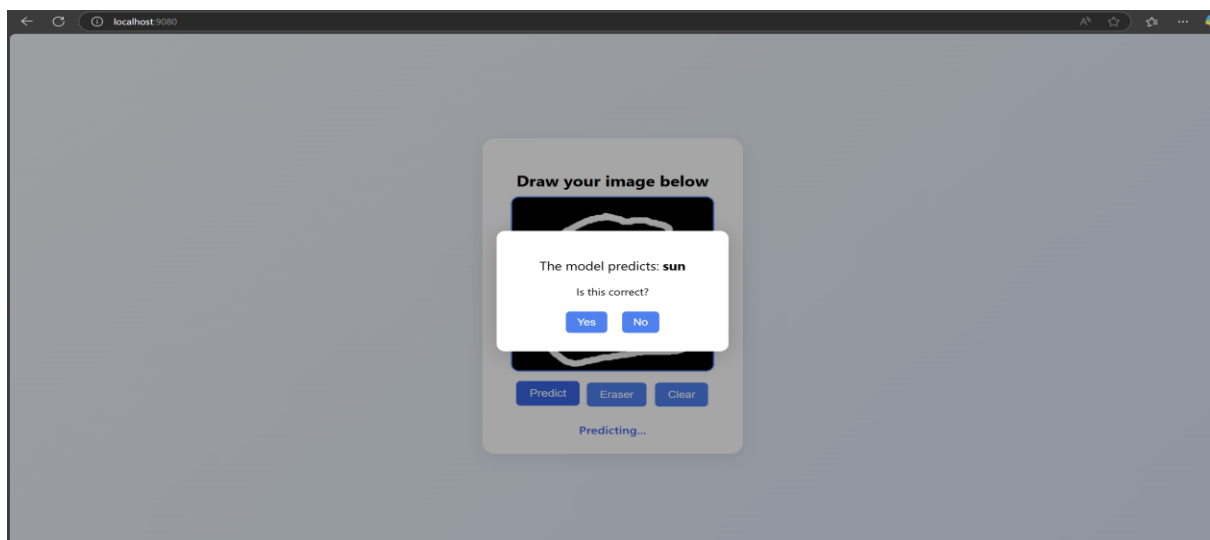 localhost:9080
Draw your image below
The model predicts: sun
Is this correct?
Yes No
Predict Eraser Clear
Predicting...